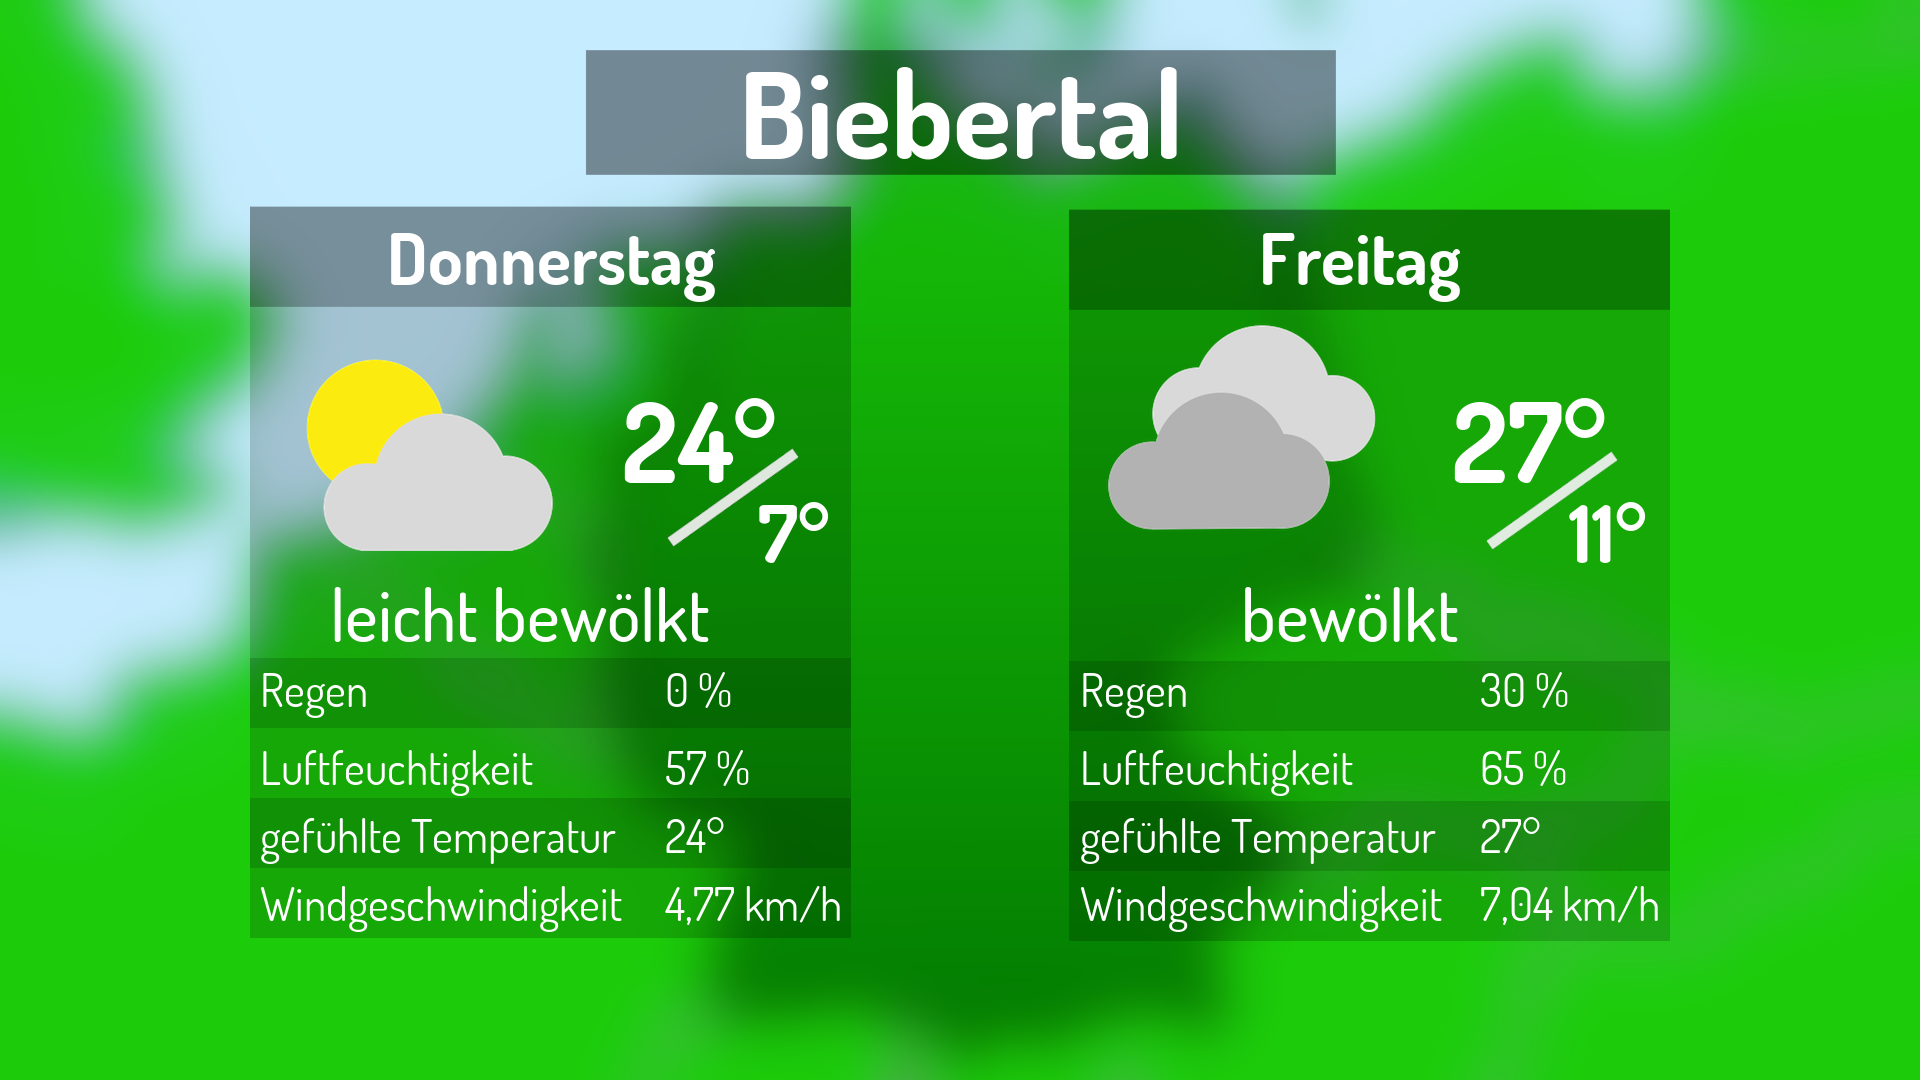 Biebertal
Donnerstag
24°
7°
leicht bewölkt
Regen 0 %
Luftfeuchtigkeit 57 %
gefühlte Temperatur 24°
Windgeschwindigkeit 4,77 km/h
Freitag
27°
11°
bewölkt
Regen 30 %
Luftfeuchtigkeit 65 %
gefühlte Temperatur 27°
Windgeschwindigkeit 7,04 km/h